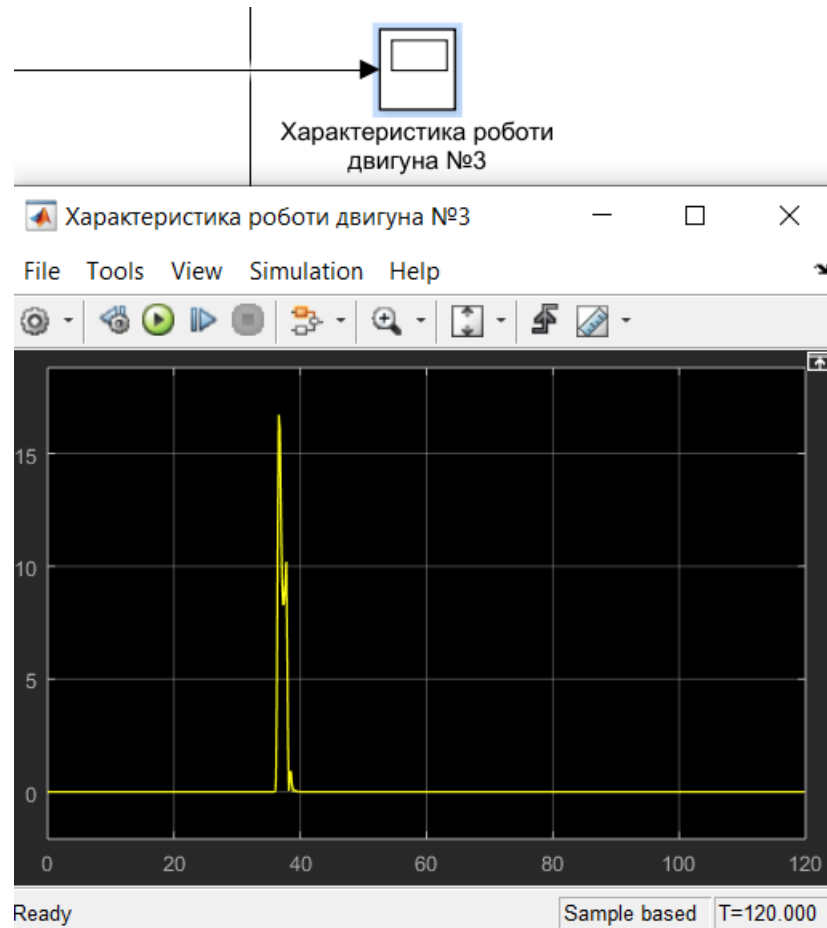 Характеристика роботи
двигуна №3
Характеристика роботи двигуна №3
File Tools View Simulation Help
15
10
5
0
0 20 40 60 80 100 120
Ready Sample based T=120.000